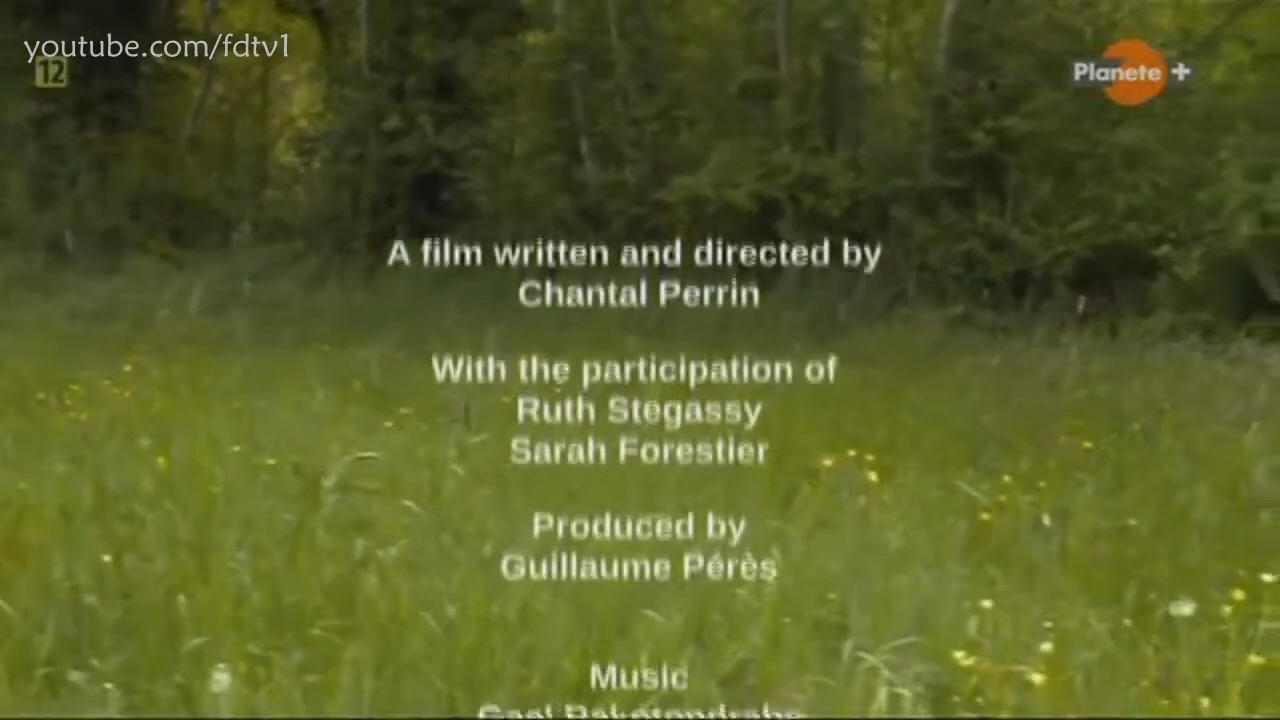 youtube.com/fdtv1
12
Planete +
A film written and directed by
Chantal Perrin
With the participation of
Ruth Stegassy
Sarah Forestier
Produced by
Guillaume Pérès
Music